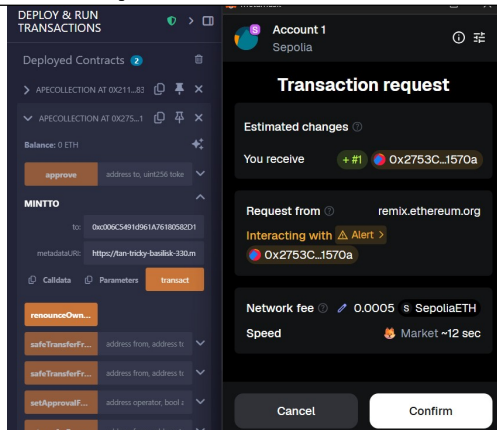 DEPLOY & RUN
TRANSACTIONS
Deployed Contracts 2
APECOLLECTION AT 0X211...83
APECOLLECTION AT 0X275...1
Balance: 0 ETH
approve address to, uint256 toke
MINTTO
to: 0xc006C5491d961A76180582D1
metadataURI: https://tan-tricky-basilisk-330.m
Calldata Parameters transact
renounceOwn...
safeTransferFr... address from, address to
safeTransferFr... address from, address to
setApprovalF... address operator, bool a
Account 1
Sepolia
Transaction request
Estimated changes
You receive + #1 0x2753C...1570a
Request from remix.ethereum.org
Interacting with Alert >
0x2753C...1570a
Network fee 0.0005 S SepoliaETH
Speed Market ~12 sec
Cancel Confirm